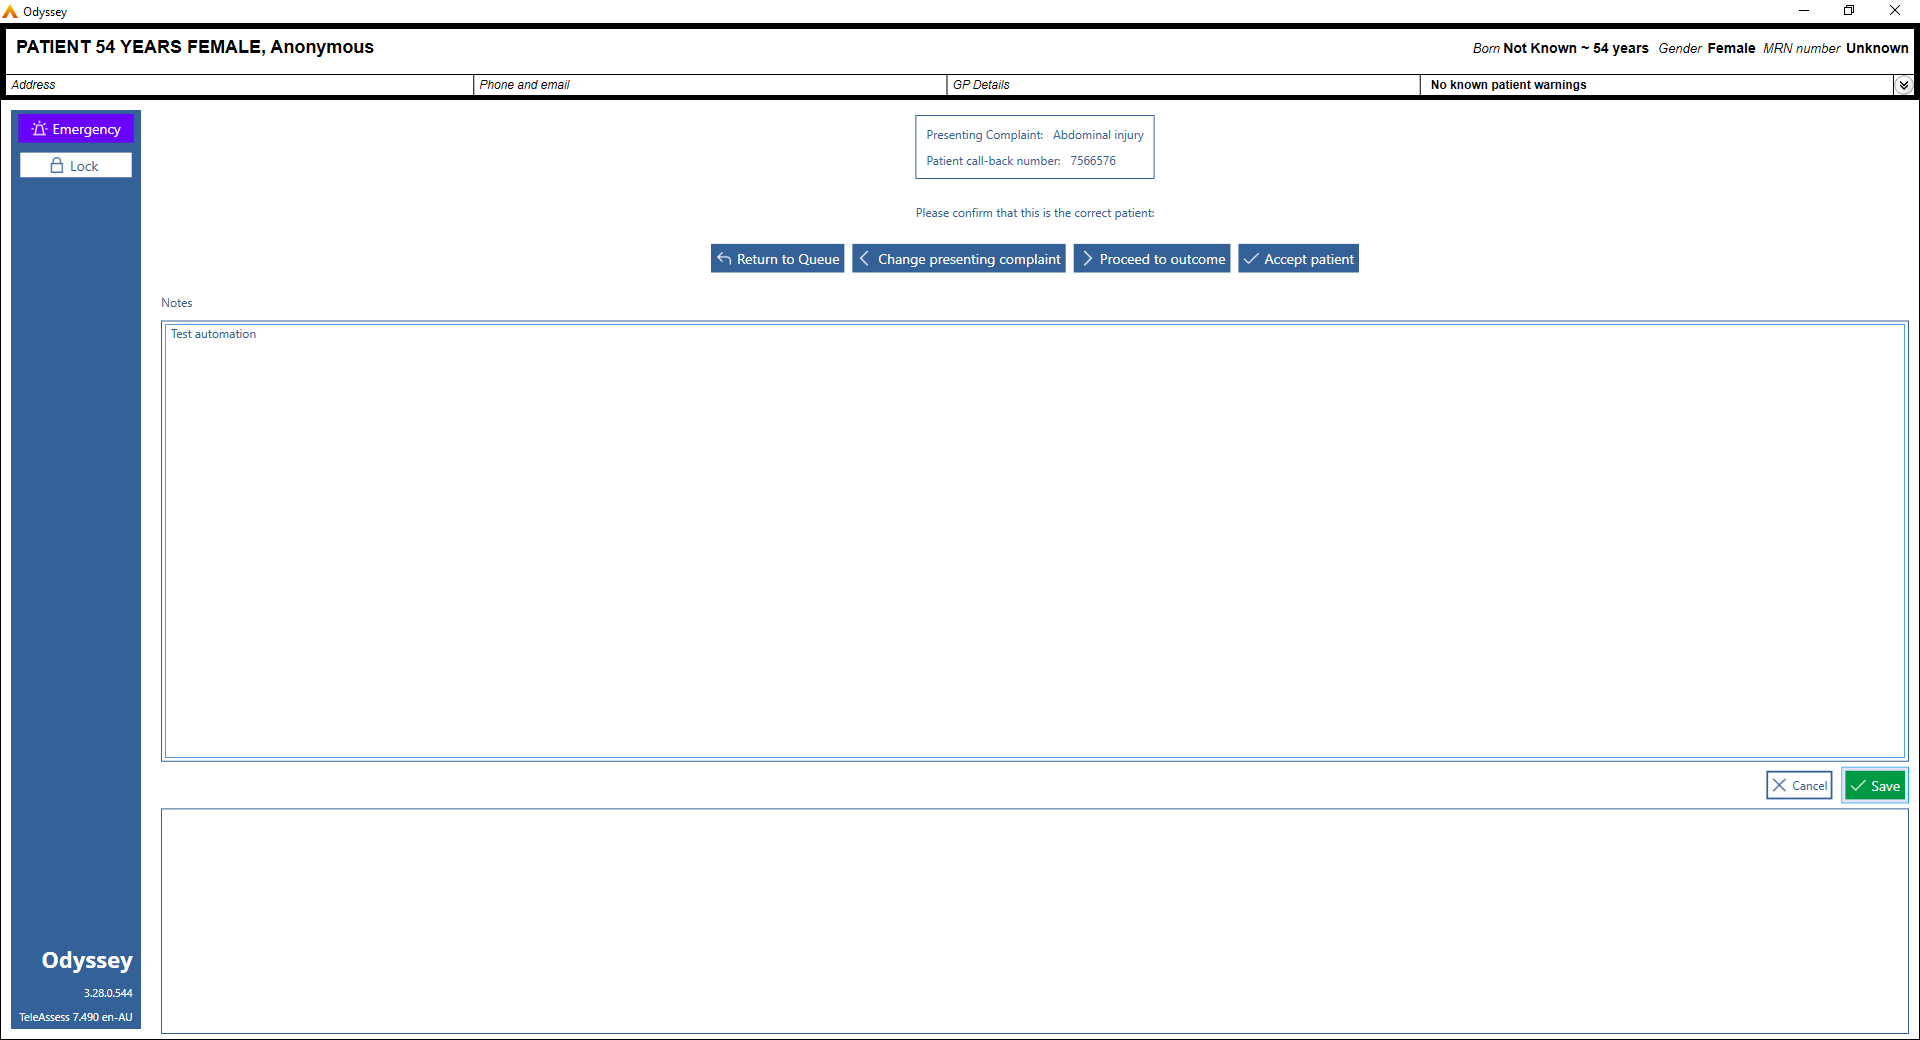 Odyssey
PATIENT 54 YEARS FEMALE, Anonymous
Born Not Known ~ 54 years Gender Female MRN number Unknown
Address
Phone and email
GP Details
No known patient warnings
Emergency
Lock
Presenting Complaint: Abdominal injury
Patient call-back number: 7566576
Please confirm that this is the correct patient:
Return to Queue
Change presenting complaint
Proceed to outcome
Accept patient
Notes
Test automation
Cancel
Save
Odyssey
3.28.0.544
TeleAssess 7.490 en-AU